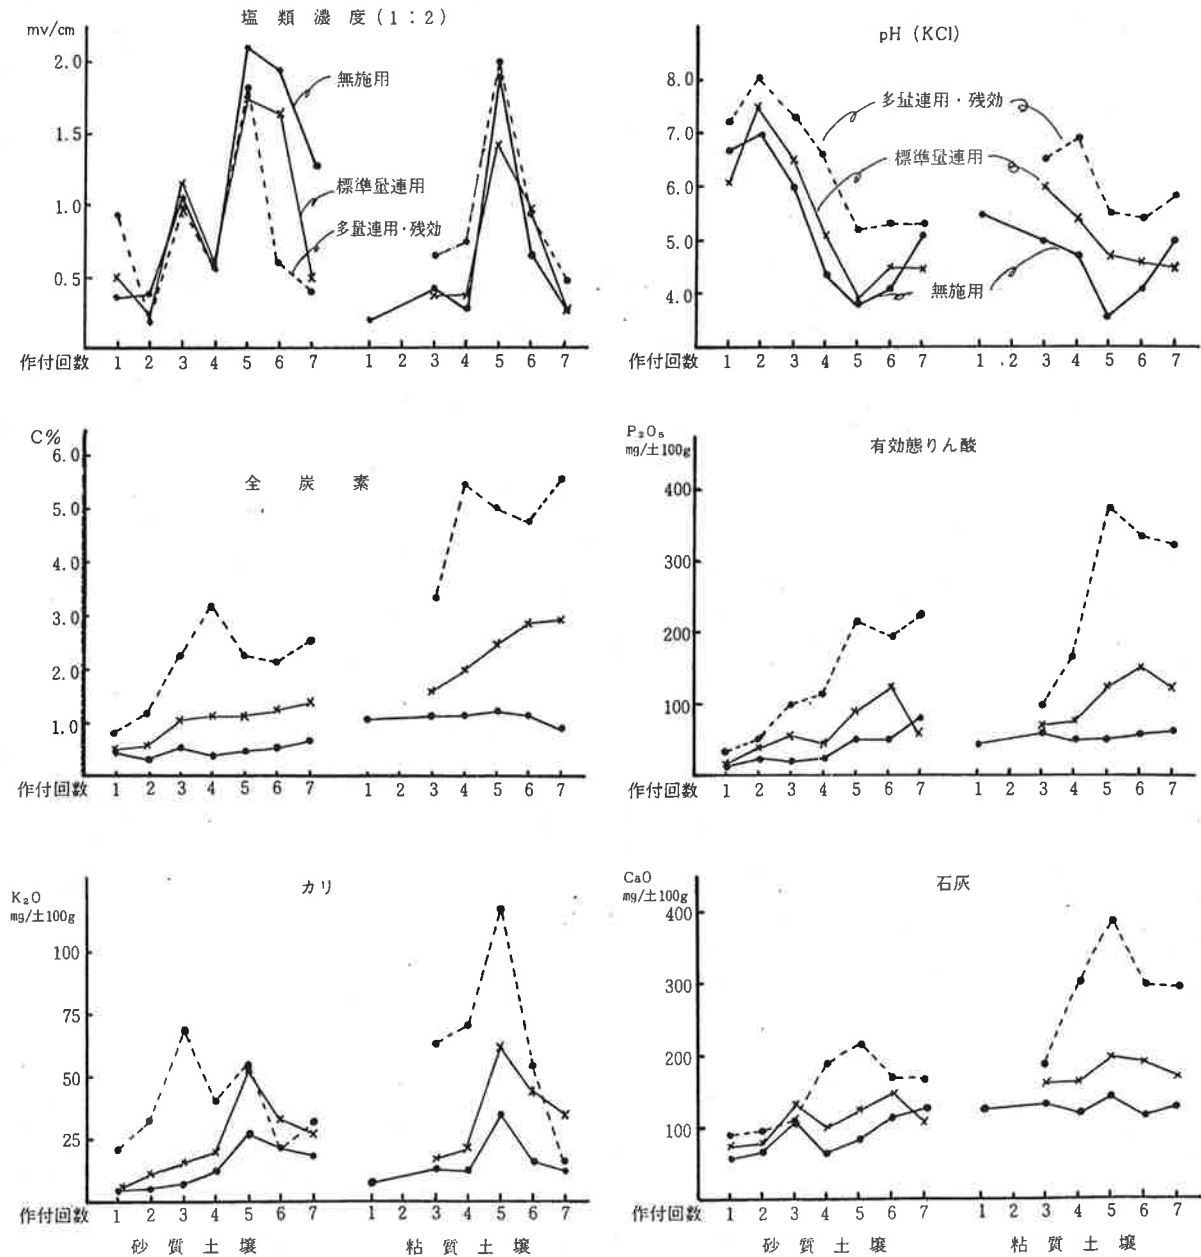 塩類濃度(1:2)
mv/cm
2.0
1.5
1.0
0.5
無施用
標準量連用
多量連用・残効
作付回数 1 2 3 4 5 6 7 1 2 3 4 5 6 7
pH (KCl)
8.0
7.0
6.0
5.0
4.0
多量連用・残効
標準量連用
無施用
作付回数 1 2 3 4 5 6 7 1 2 3 4 5 6 7
C%
全炭素
6.0
5.0
4.0
3.0
2.0
1.0
作付回数 1 2 3 4 5 6 7 1 2 3 4 5 6 7
P₂O₅
mg/土100g
有効態りん酸
400
300
200
100
作付回数 1 2 3 4 5 6 7 1 2 3 4 5 6 7
K₂O
mg/土100g
カリ
100
75
50
25
作付回数 1 2 3 4 5 6 7 1 2 3 4 5 6 7
砂質土壌 粘質土壌
CaO
mg/土100g
石灰
400
300
200
100
作付回数 1 2 3 4 5 6 7 1 2 3 4 5 6 7
砂質土壌 粘質土壌